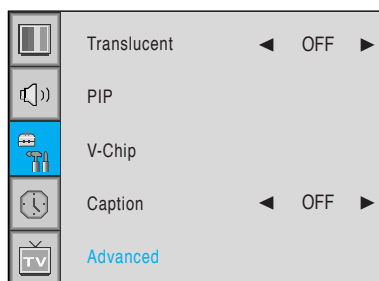 Translucent ◄ OFF ►
PIP
V-Chip
Caption ◄ OFF ►
Advanced
TV